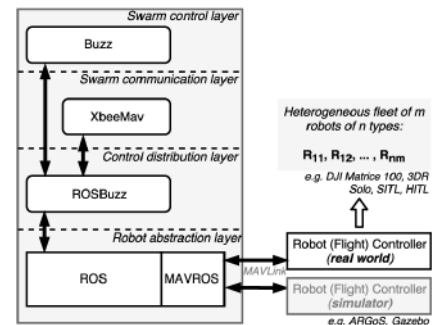 Swarm control layer
Buzz
Swarm communication layer
XbeeMav
Control distribution layer
ROSBuzz
Robot abstraction layer
ROS
MAVROS
MAVLink
Heterogeneous fleet of m
robots of n types:
R11, R12, ... , Rnm
e.g. DJI Matrice 100, 3DR
Solo, SITL, HITL
Robot (Flight) Controller
(real world)
Robot (Flight) Controller
(simulator)
e.g. ARGoS, Gazebo